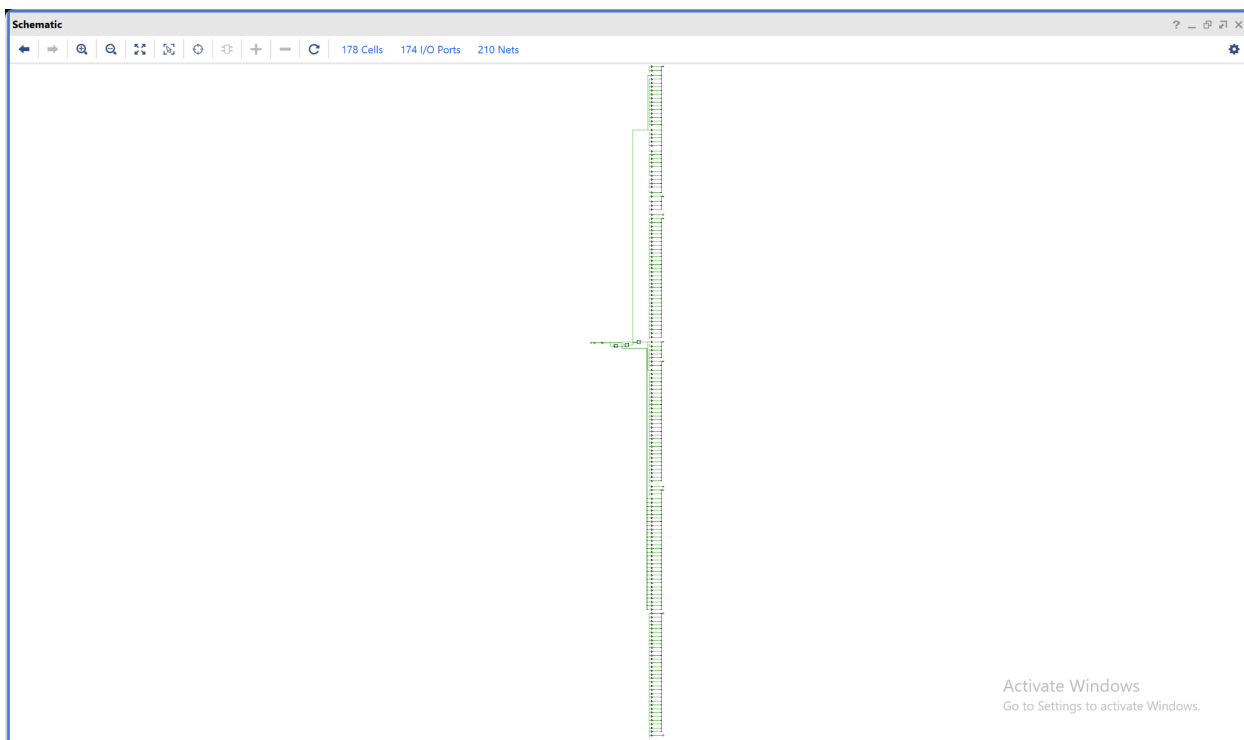 Schematic
178 Cells 174 I/O Ports 210 Nets
Activate Windows
Go to Settings to activate Windows.